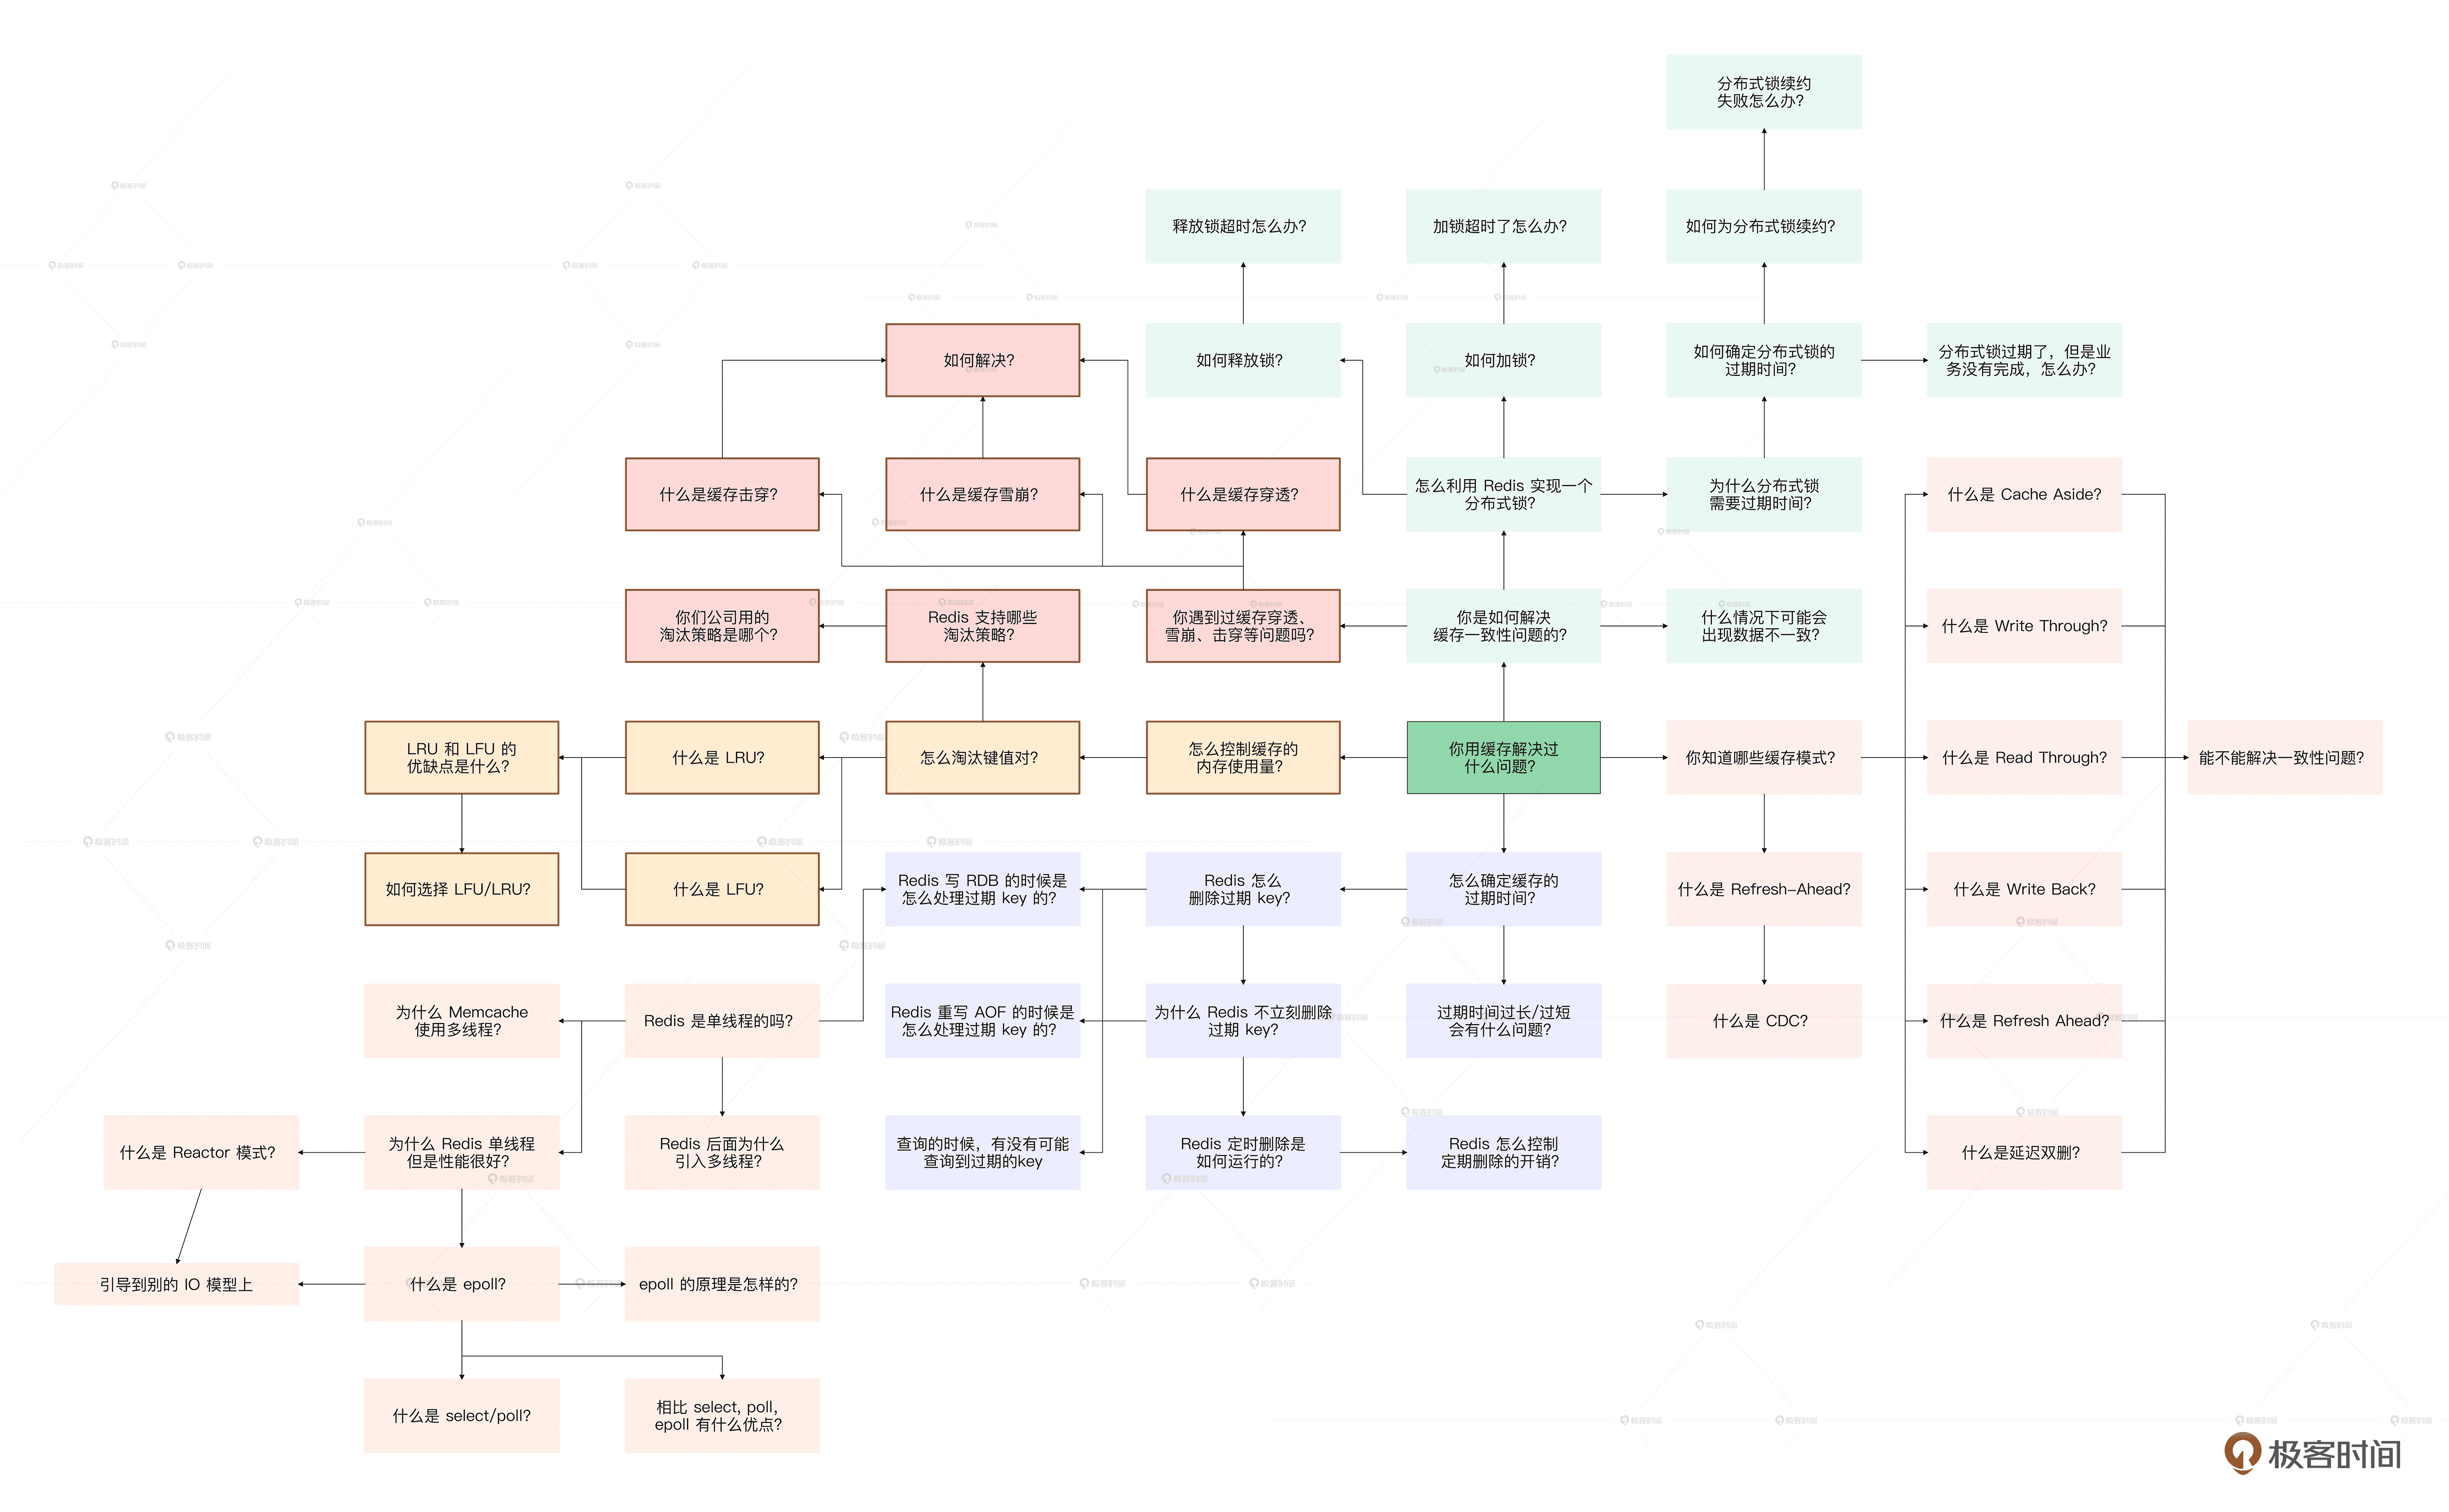 分布式锁续约
失败怎么办？
释放锁超时怎么办？
加锁超时了怎么办？
如何为分布式锁续约？
如何解决？
如何释放锁？
如何加锁？
如何确定分布式锁的
过期时间？
分布式锁过期了，但是业
务没有完成，怎么办？
什么是缓存击穿？
什么是缓存雪崩？
什么是缓存穿透？
怎么利用 Redis 实现一个
分布式锁？
为什么分布式锁
需要过期时间？
什么是 Cache Aside？
你们公司用的
淘汰策略是哪个？
Redis 支持哪些
淘汰策略？
你遇到过缓存穿透、
雪崩、击穿等问题吗？
你是如何解决
缓存一致性问题的？
什么情况下可能会
出现数据不一致？
什么是 Write Through？
LRU 和 LFU 的
优缺点是什么？
什么是 LRU？
怎么淘汰键值对？
怎么控制缓存的
内存使用量？
你用缓存解决过
什么问题？
你知道哪些缓存模式？
什么是 Read Through？
能不能解决一致性问题？
如何选择 LFU/LRU？
什么是 LFU？
Redis 写 RDB 的时候是
怎么处理过期 key 的？
Redis 怎么
删除过期 key？
怎么确定缓存的
过期时间？
什么是 Refresh-Ahead？
什么是 Write Back？
为什么 Memcache
使用多线程？
Redis 是单线程的吗？
Redis 重写 AOF 的时候是
怎么处理过期 key 的？
为什么 Redis 不立刻删除
过期 key？
过期时间过长/过短
会有什么问题？
什么是 CDC？
什么是 Refresh Ahead？
什么是 Reactor 模式？
为什么 Redis 单线程
但是性能很好？
Redis 后面为什么
引入多线程？
查询的时候，有没有可能
查询到过期的key
Redis 定时删除是
如何运行的？
Redis 怎么控制
定期删除的开销？
什么是延迟双删？
引导到别的 IO 模型上
什么是 epoll？
epoll 的原理是怎样的？
什么是 select/poll？
相比 select, poll,
epoll 有什么优点？
极客时间